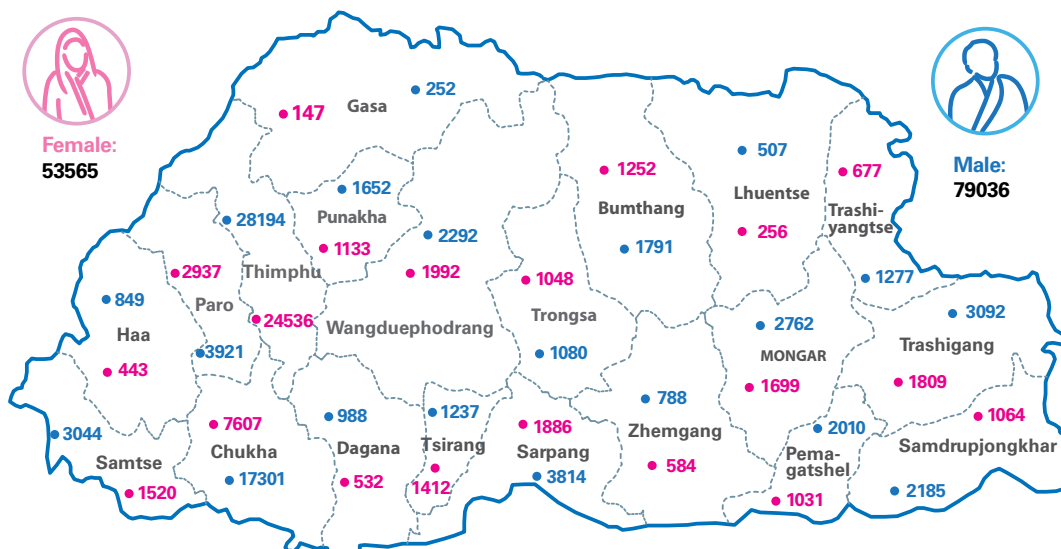 Female:
53565
Male:
79036
252
Gasa
147
1652
Punakha
1133
28194
Thimphu
24536
2937
Paro
3921
849
Haa
443
2292
1992
Wangduephodrang
1048
Trongsa
1080
1252
Bumthang
1791
507
Lhuentse
256
677
Trashi-
yangtse
1277
2762
MONGAR
1699
3092
Trashigang
1809
1064
Samdrupjongkhar
2185
2010
Pema-
gatshel
1031
788
Zhemgang
584
1886
Sarpang
3814
1237
Tsirang
1412
988
Dagana
532
7607
Chukha
17301
3044
Samtse
1520